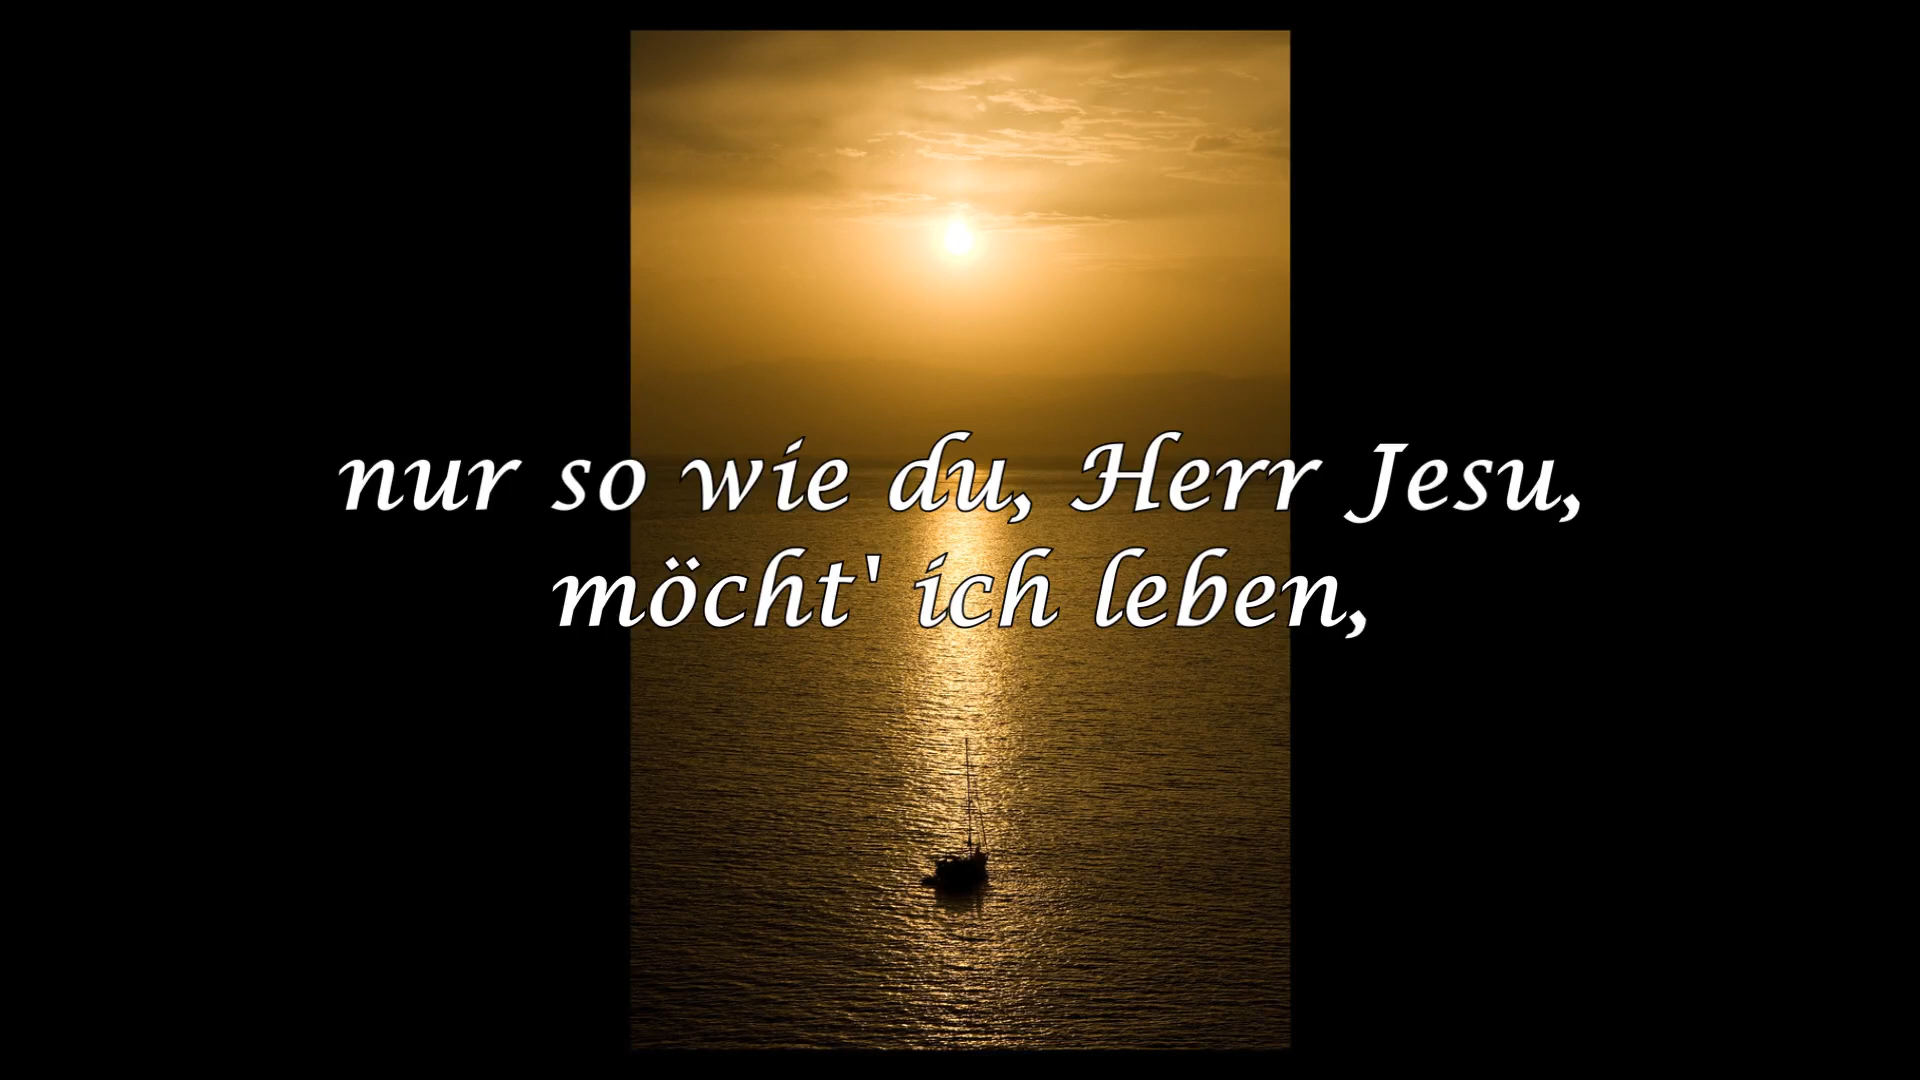 nur so wie du, Herr Jesu,
möcht' ich leben,